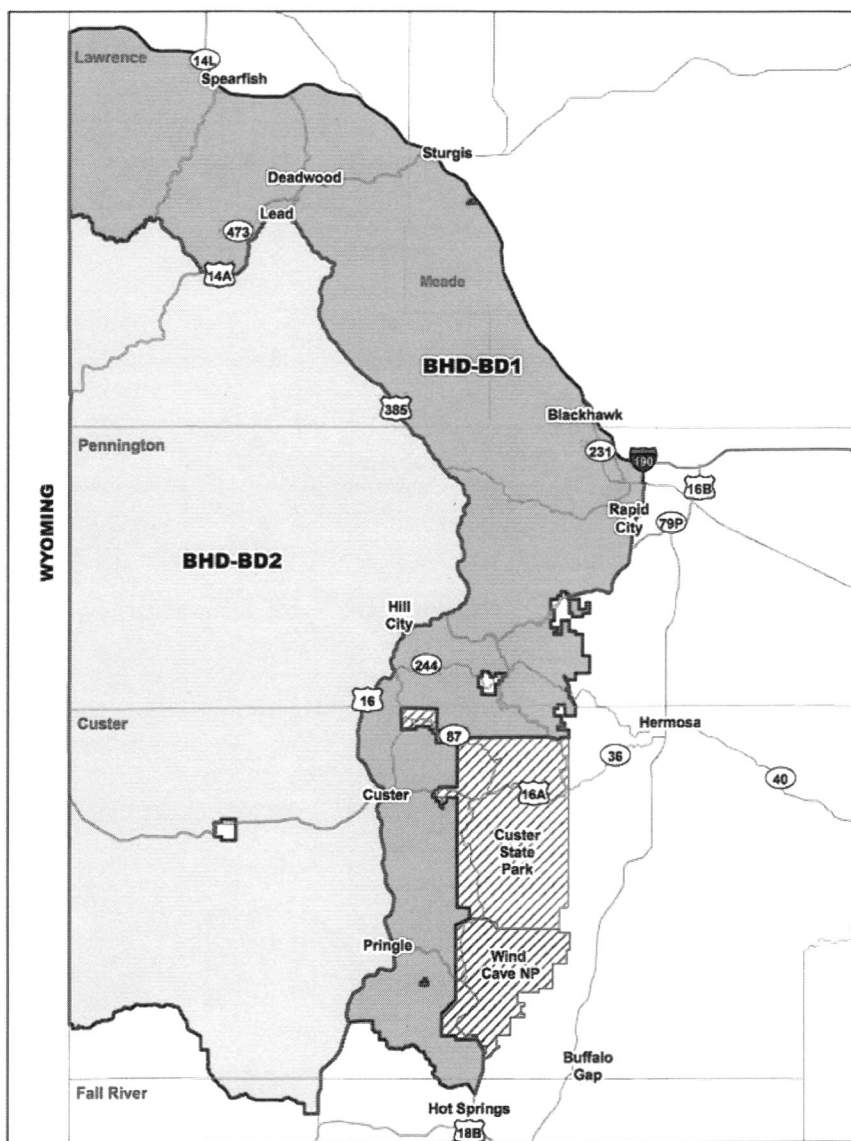 Lawrence
14L
Spearfish
Sturgis
Deadwood
Lead
473
14A
Meade
BHD-BD1
385
Blackhawk
Pennington
231
190
16B
Rapid
City
79P
WYOMING
BHD-BD2
Hill
City
244
16
Custer
87
Hermosa
36
40
Custer
16A
Custer
State
Park
Pringle
Wind
Cave NP
Buffalo
Gap
Fall River
Hot Springs
18B